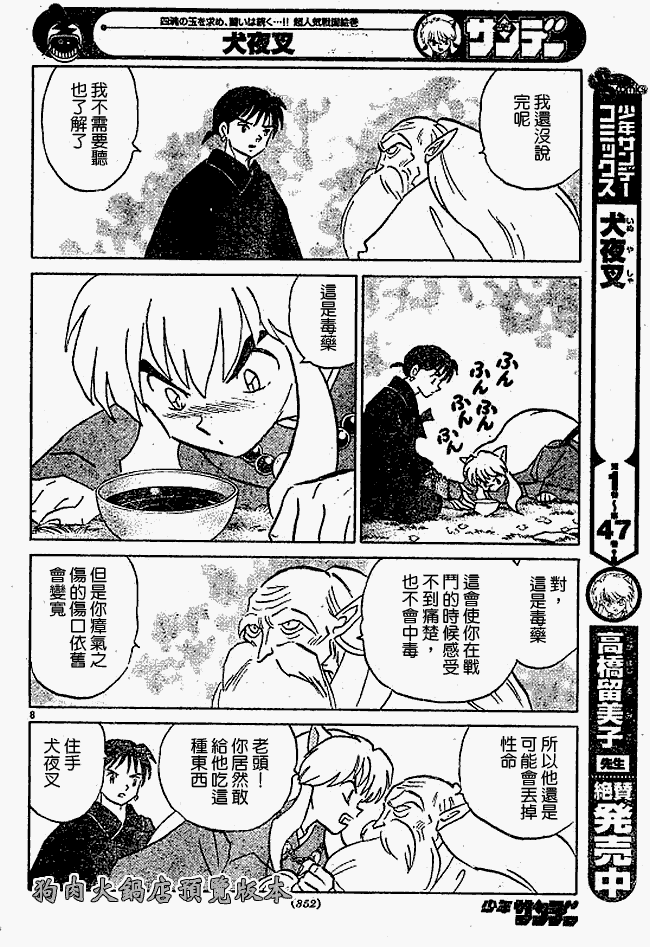 四魂の玉を求め、闘いは続く…!! 超人気戦国絵巻
犬夜叉
サンデー
我還沒說
完呢
我不需要聽
也了解了
ふんふん
ふんふん
ふん
這是毒藥
對，
這是毒藥
這會使你在戰
鬥的時候感受
不到痛楚，
也不會中毒
但是你瘴氣之
傷的傷口依舊
會變寬
所以他還是
可能會丟掉
性命
老頭！
你居然敢
給他吃這
種東西
住手
犬夜叉
8
(352)
狗肉火鍋店預覽版本
少年サンデー
少年サンデー
コミックス
犬夜叉
いぬやしゃ
第1巻〜第47巻
高橋留美子
先生
絶賛
発売中